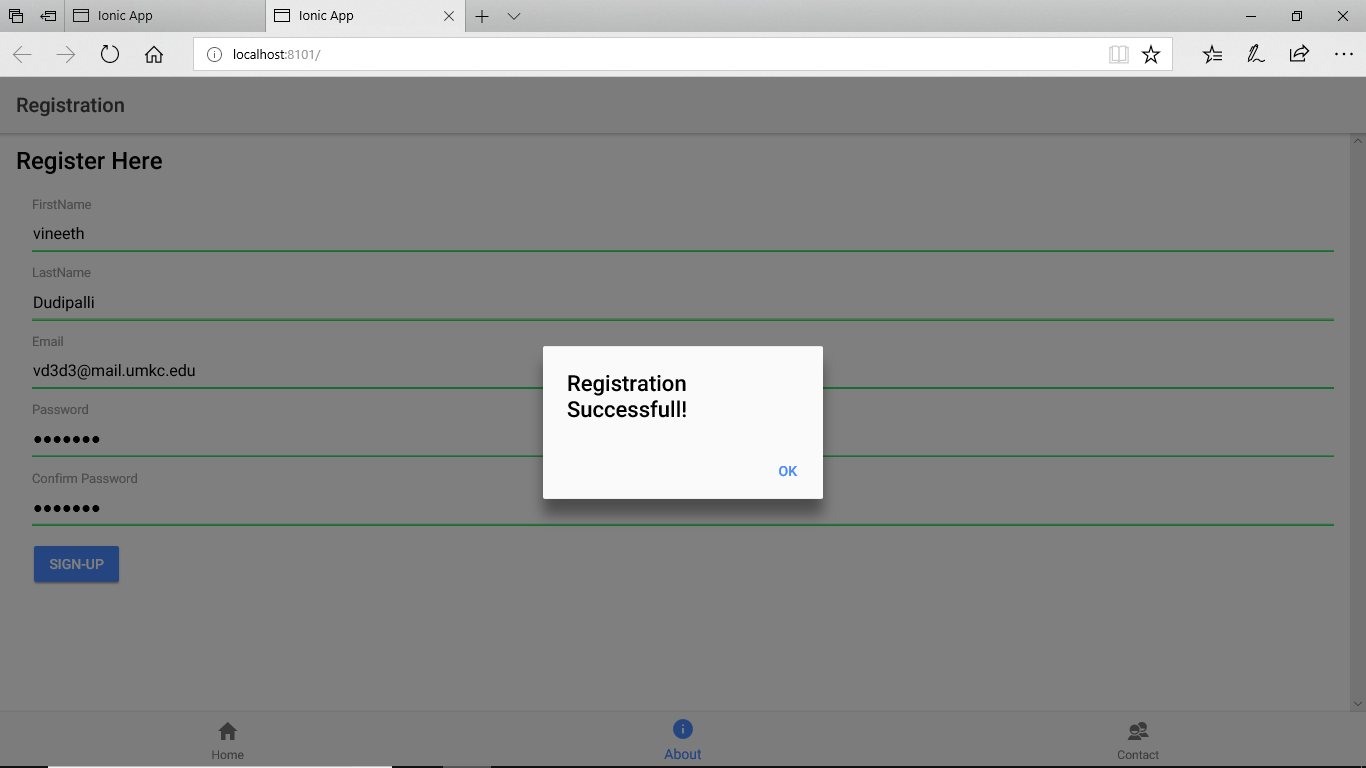 Ionic App
Ionic App
localhost:8101/
Registration
Register Here
FirstName
vineeth
LastName
Dudipalli
Email
vd3d3@mail.umkc.edu
Password
•••••••
Confirm Password
•••••••
SIGN-UP
Registration
Successfull!
OK
Home
About
Contact